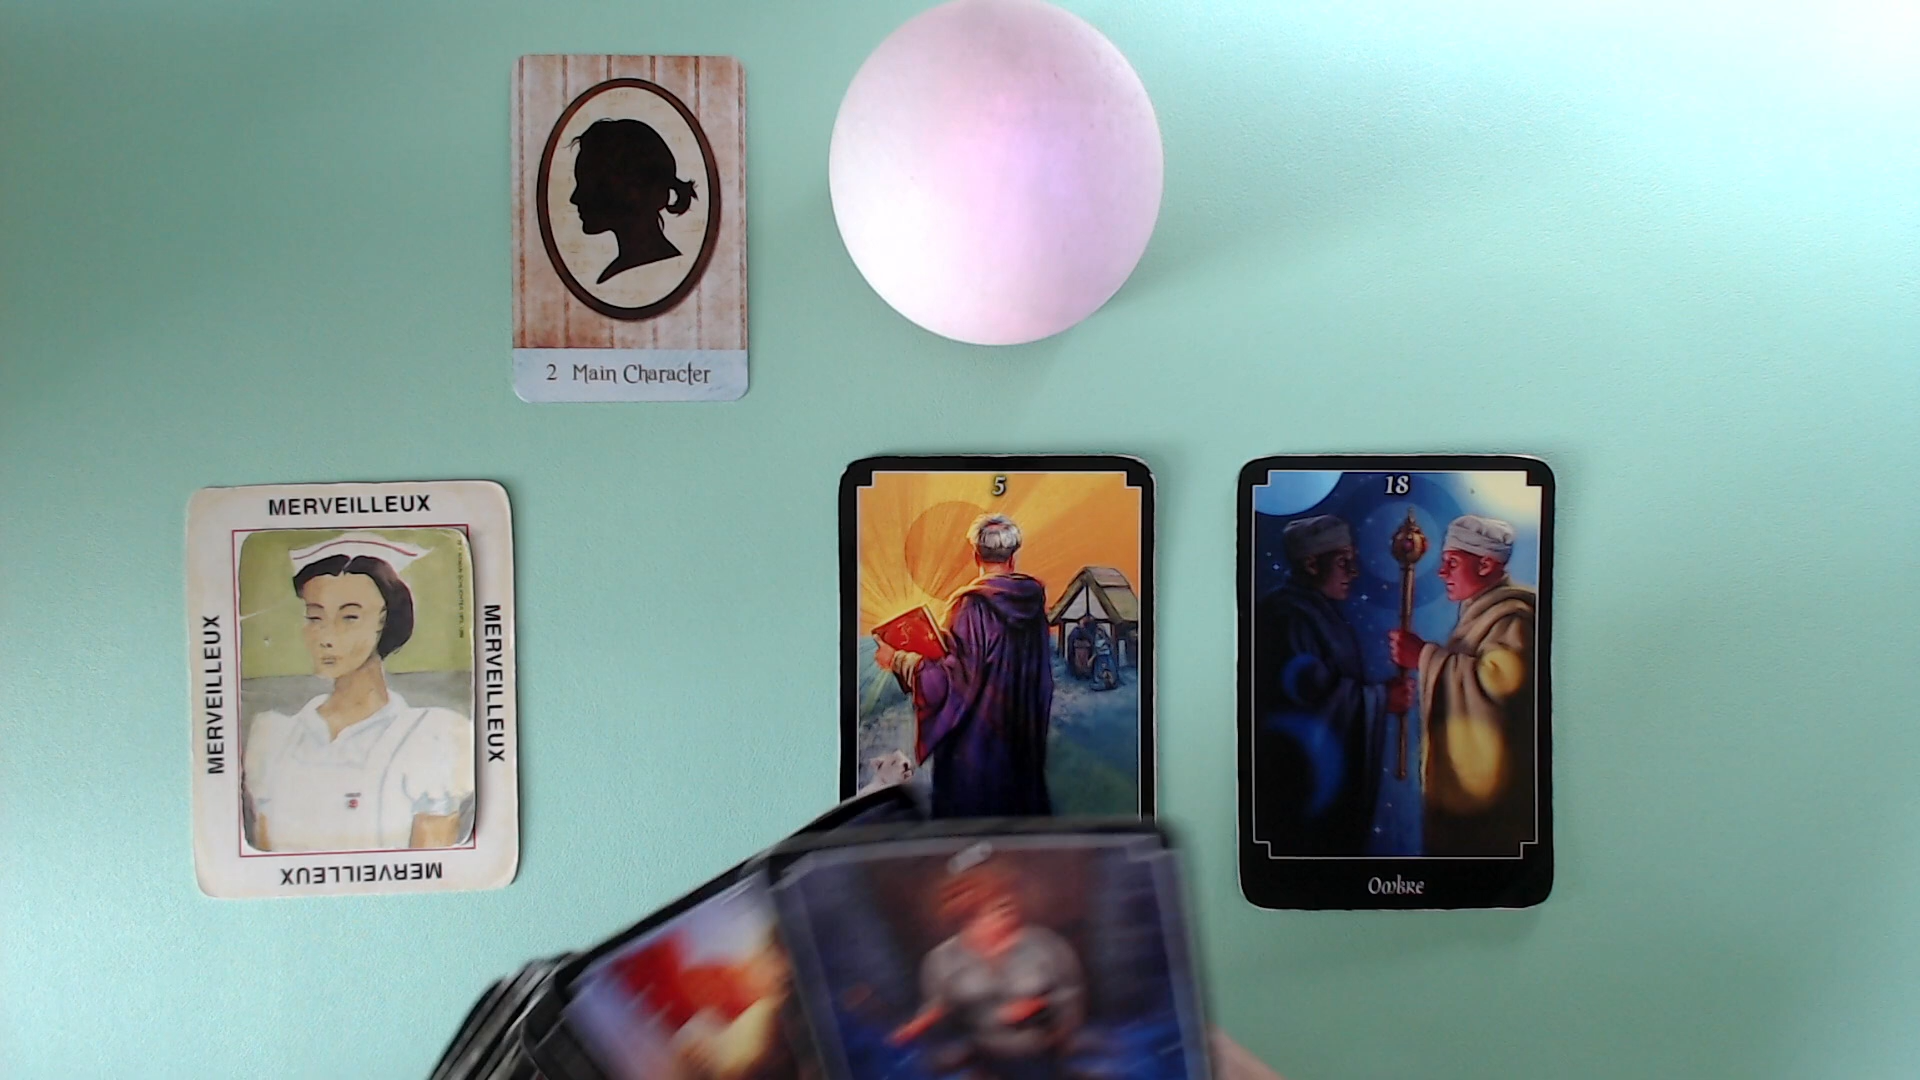 2 Main Character
MERVEILLEUX
MERVEILLEUX
MERVEILLEUX
MERVEILLEUX
5
18
Ombre